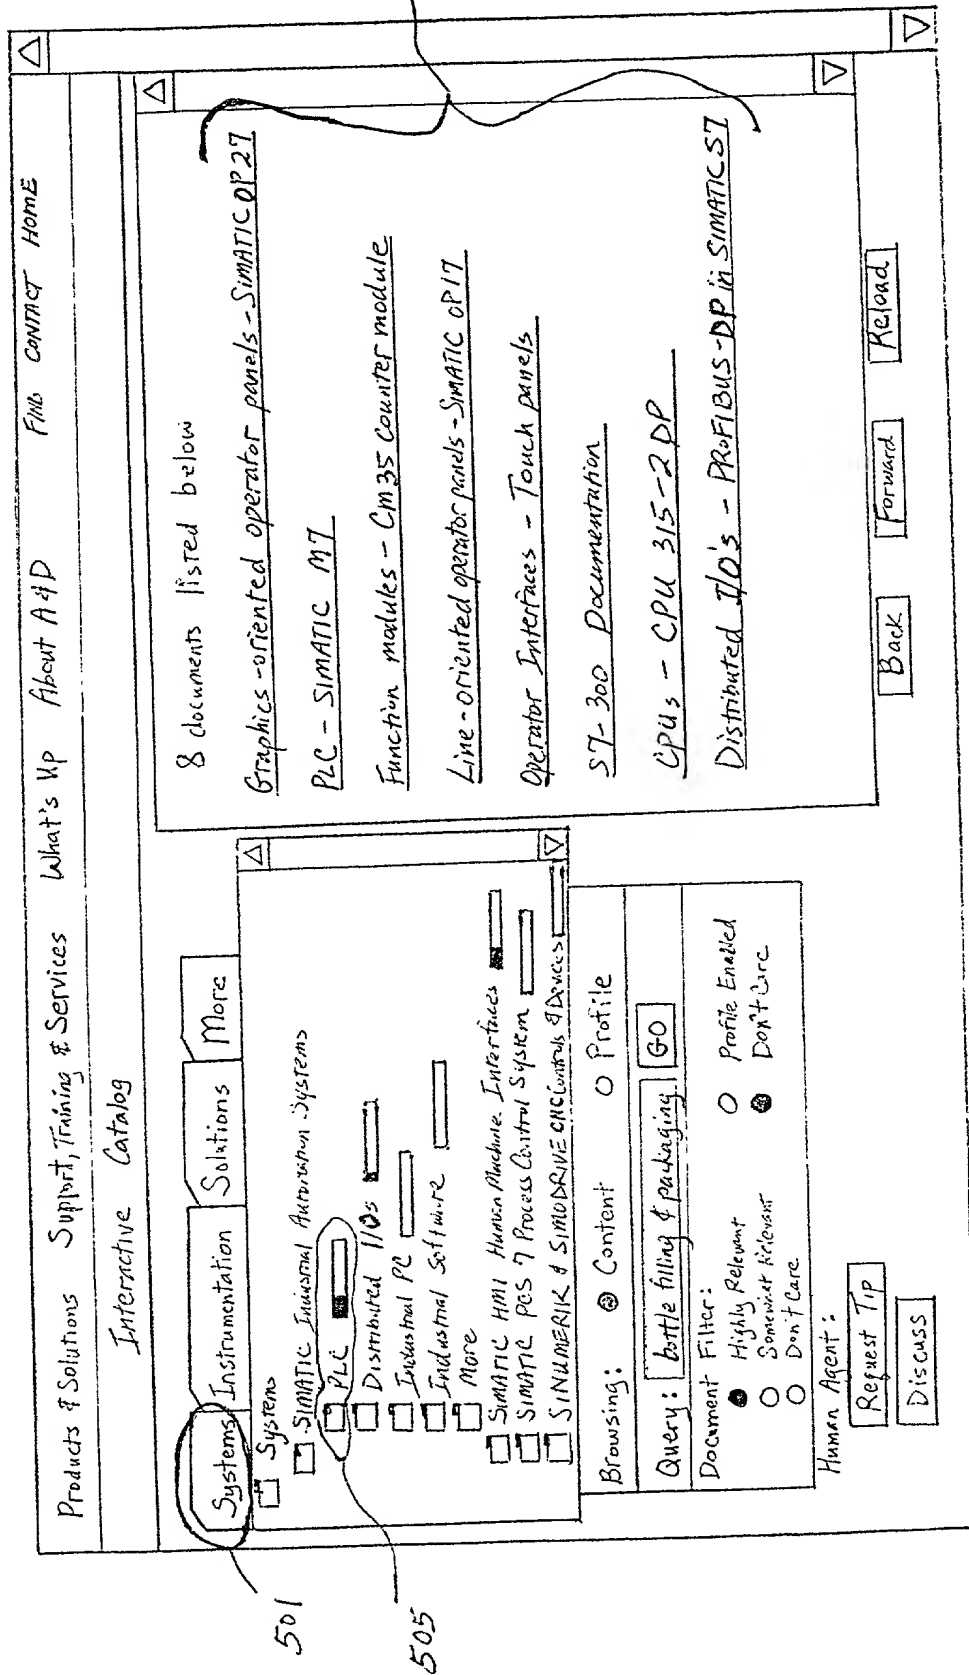 Products & Solutions Support, Training & Services What's Up About A&D FIND CONTACT HOME
Interactive Catalog
Systems Instrumentation Solutions More
Systems
SIMATIC Industrial Automation Systems
PLC
Distributed I/Os
Industrial PC
Industrial Software
More
SIMATIC HMI Human Machine Interfaces
SIMATIC PCS 7 Process Control System
SINUMERIK & SIMODRIVE CNC Controls & Devices
Browsing: Content Profile
Query: bottle filling & packaging GO
Document Filter:
Highly Relevant Profile Enabled
Somewhat Relevant Don't Care
Don't Care
Human Agent:
Request Tip
Discuss
8 documents listed below
Graphics-oriented operator panels - SIMATIC OP27
PLC - SIMATIC M7
Function modules - Cm35 Counter module
Line-oriented operator panels - SIMATIC OP17
Operator Interfaces - Touch panels
S7-300 Documentation
CPUs - CPU 315-2 DP
Distributed I/O's - PROFIBUS-DP in SIMATIC S7
Back Forward Reload
501
505